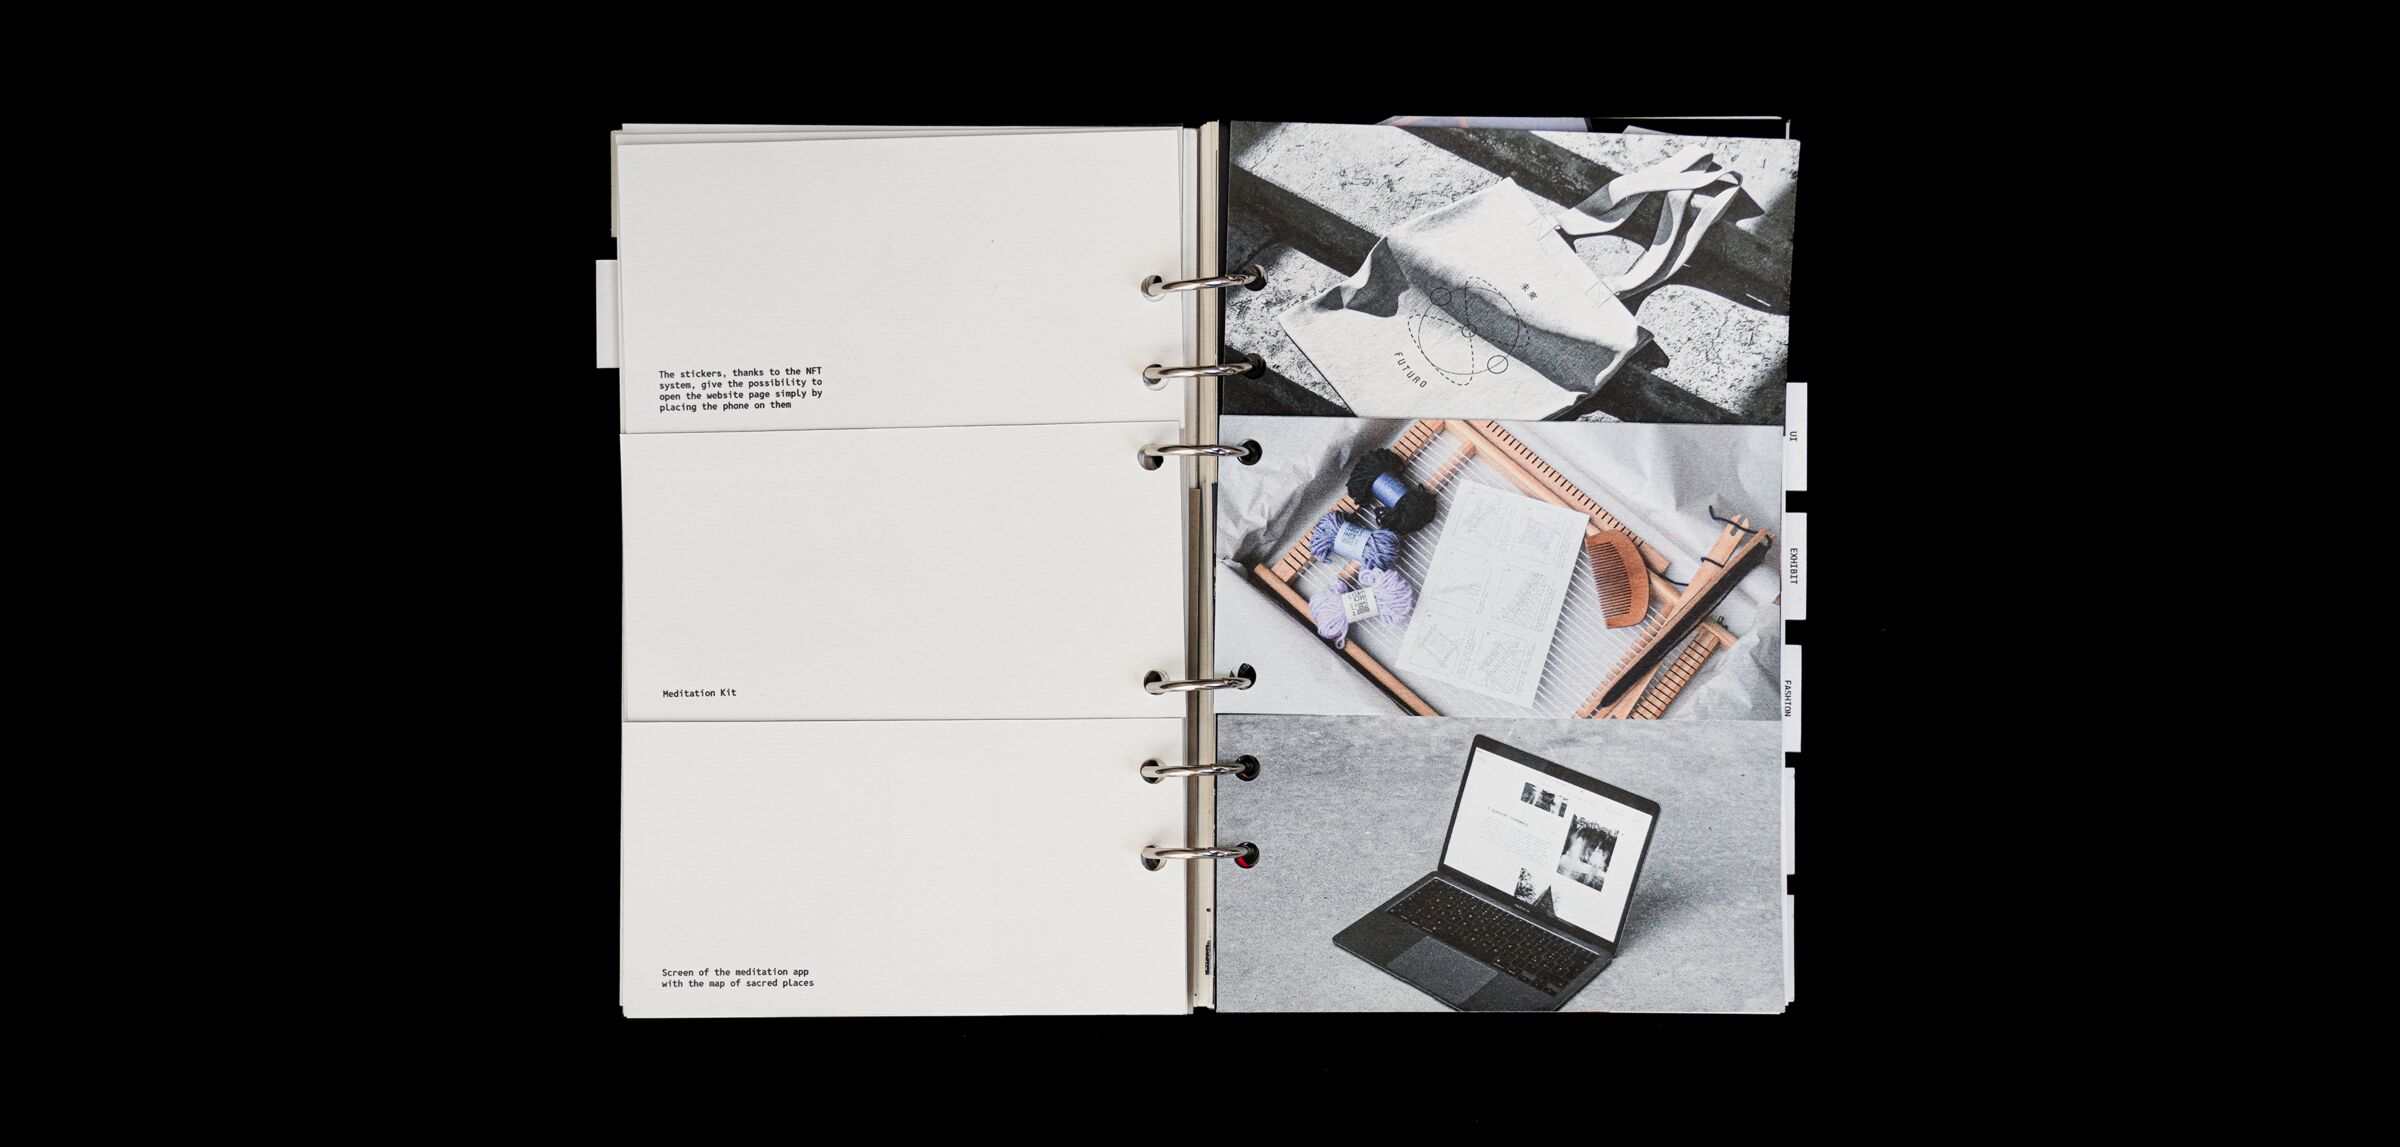 The stickers, thanks to the NFT
system, give the possibility to
open the website page simply by
placing the phone on them
Meditation Kit
Screen of the meditation app
with the map of sacred places
未来
FUTURO
UI
EXHIBIT
FASHION